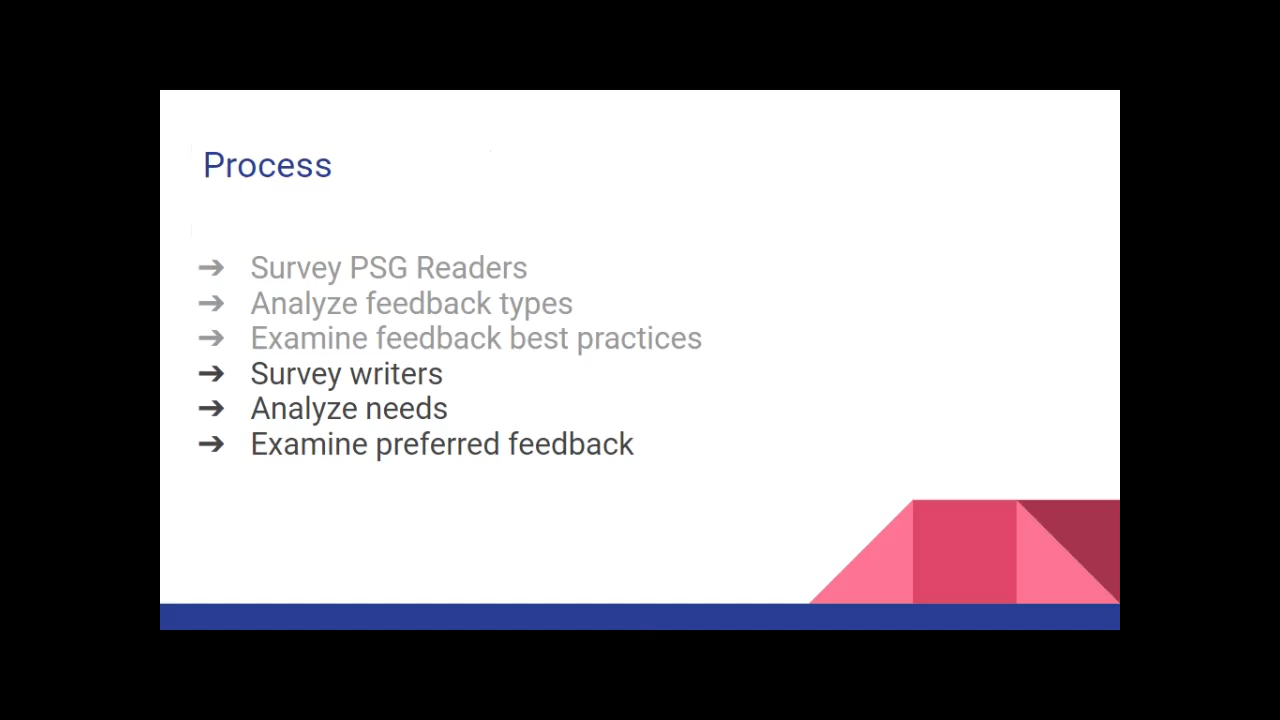 Process
➔ Survey PSG Readers
➔ Analyze feedback types
➔ Examine feedback best practices
➔ Survey writers
➔ Analyze needs
➔ Examine preferred feedback